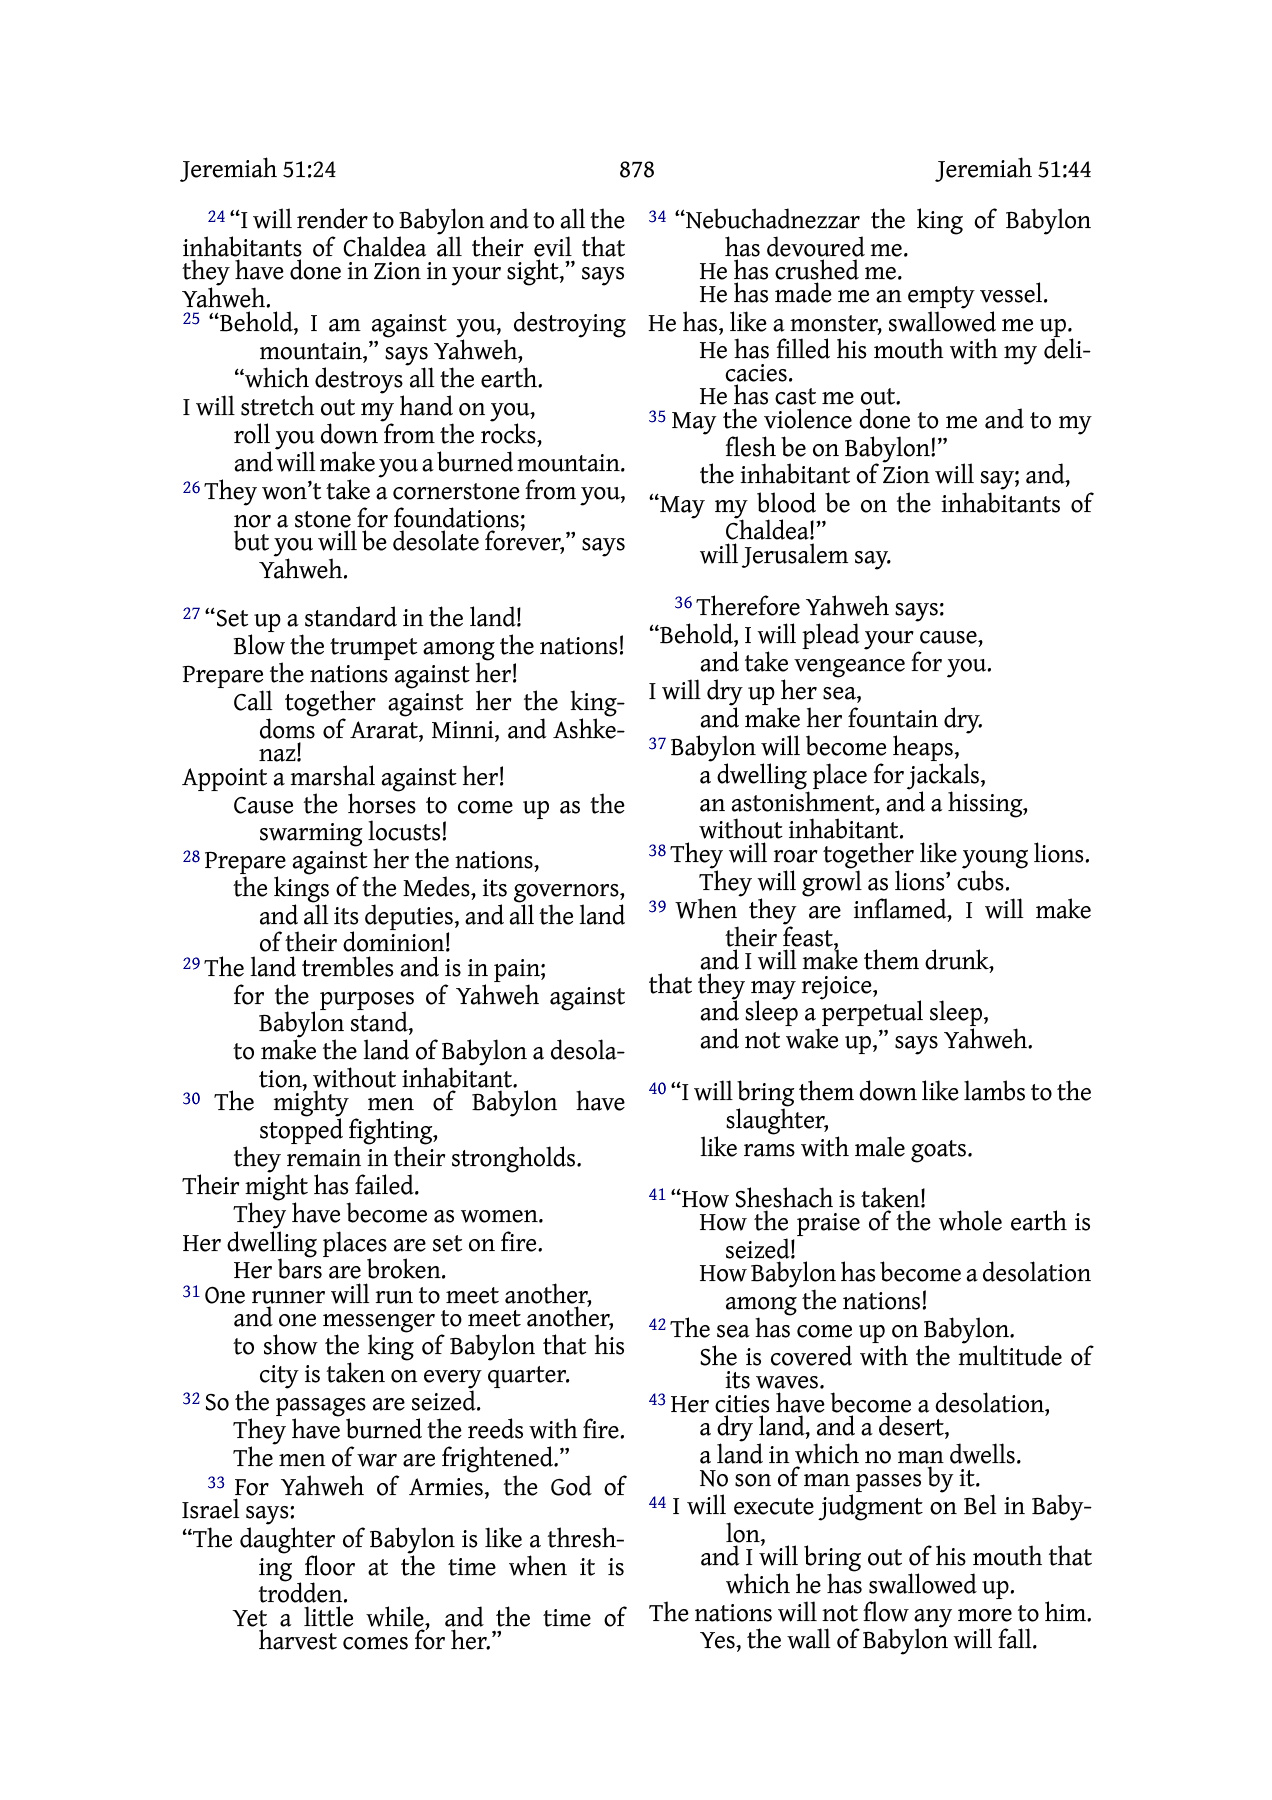 Jeremiah 51:24 878 Jeremiah 51:44
24 “I will render to Babylon and to all the
inhabitants of Chaldea all their evil that
they have done in Zion in your sight,” says
Yahweh.
25 “Behold, I am against you, destroying
mountain,” says Yahweh,
“which destroys all the earth.
I will stretch out my hand on you,
roll you down from the rocks,
and will make you a burned mountain.
26 They won’t take a cornerstone from you,
nor a stone for foundations;
but you will be desolate forever,” says
Yahweh.
27 “Set up a standard in the land!
Blow the trumpet among the nations!
Prepare the nations against her!
Call together against her the king-
doms of Ararat, Minni, and Ashke-
naz!
Appoint a marshal against her!
Cause the horses to come up as the
swarming locusts!
28 Prepare against her the nations,
the kings of the Medes, its governors,
and all its deputies, and all the land
of their dominion!
29 The land trembles and is in pain;
for the purposes of Yahweh against
Babylon stand,
to make the land of Babylon a desola-
tion, without inhabitant.
30 The mighty men of Babylon have
stopped fighting,
they remain in their strongholds.
Their might has failed.
They have become as women.
Her dwelling places are set on fire.
Her bars are broken.
31 One runner will run to meet another,
and one messenger to meet another,
to show the king of Babylon that his
city is taken on every quarter.
32 So the passages are seized.
They have burned the reeds with fire.
The men of war are frightened.”
33 For Yahweh of Armies, the God of
Israel says:
“The daughter of Babylon is like a thresh-
ing floor at the time when it is
trodden.
Yet a little while, and the time of
harvest comes for her.”
34 “Nebuchadnezzar the king of Babylon
has devoured me.
He has crushed me.
He has made me an empty vessel.
He has, like a monster, swallowed me up.
He has filled his mouth with my deli-
cacies.
He has cast me out.
35 May the violence done to me and to my
flesh be on Babylon!”
the inhabitant of Zion will say; and,
“May my blood be on the inhabitants of
Chaldea!”
will Jerusalem say.
36 Therefore Yahweh says:
“Behold, I will plead your cause,
and take vengeance for you.
I will dry up her sea,
and make her fountain dry.
37 Babylon will become heaps,
a dwelling place for jackals,
an astonishment, and a hissing,
without inhabitant.
38 They will roar together like young lions.
They will growl as lions’ cubs.
39 When they are inflamed, I will make
their feast,
and I will make them drunk,
that they may rejoice,
and sleep a perpetual sleep,
and not wake up,” says Yahweh.
40 “I will bring them down like lambs to the
slaughter,
like rams with male goats.
41 “How Sheshach is taken!
How the praise of the whole earth is
seized!
How Babylon has become a desolation
among the nations!
42 The sea has come up on Babylon.
She is covered with the multitude of
its waves.
43 Her cities have become a desolation,
a dry land, and a desert,
a land in which no man dwells.
No son of man passes by it.
44 I will execute judgment on Bel in Baby-
lon,
and I will bring out of his mouth that
which he has swallowed up.
The nations will not flow any more to him.
Yes, the wall of Babylon will fall.